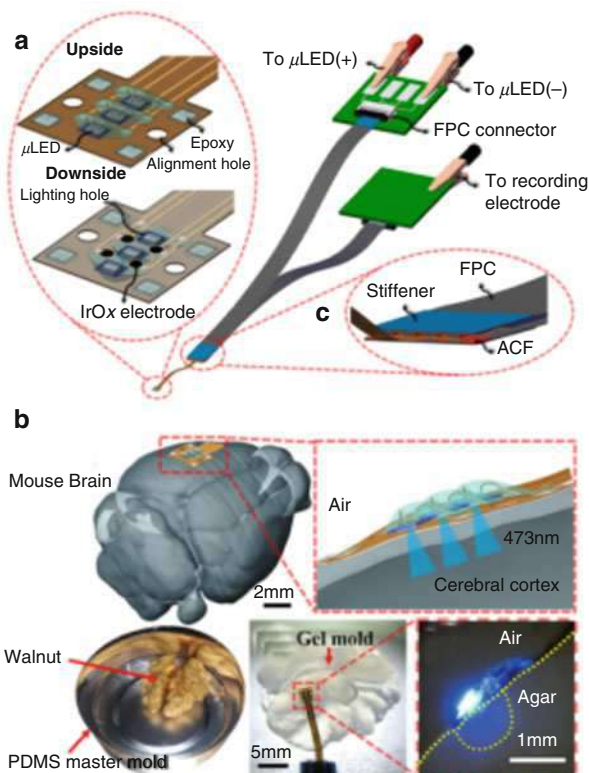 a
Upside
μLED
Epoxy
Alignment hole
Downside
Lighting hole
IrOx electrode
To μLED(+)
To μLED(−)
FPC connector
To recording
electrode
c
Stiffener
FPC
ACF
b
Mouse Brain
2mm
Air
473nm
Cerebral cortex
Walnut
PDMS master mold
Gel mold
5mm
Air
Agar
1mm